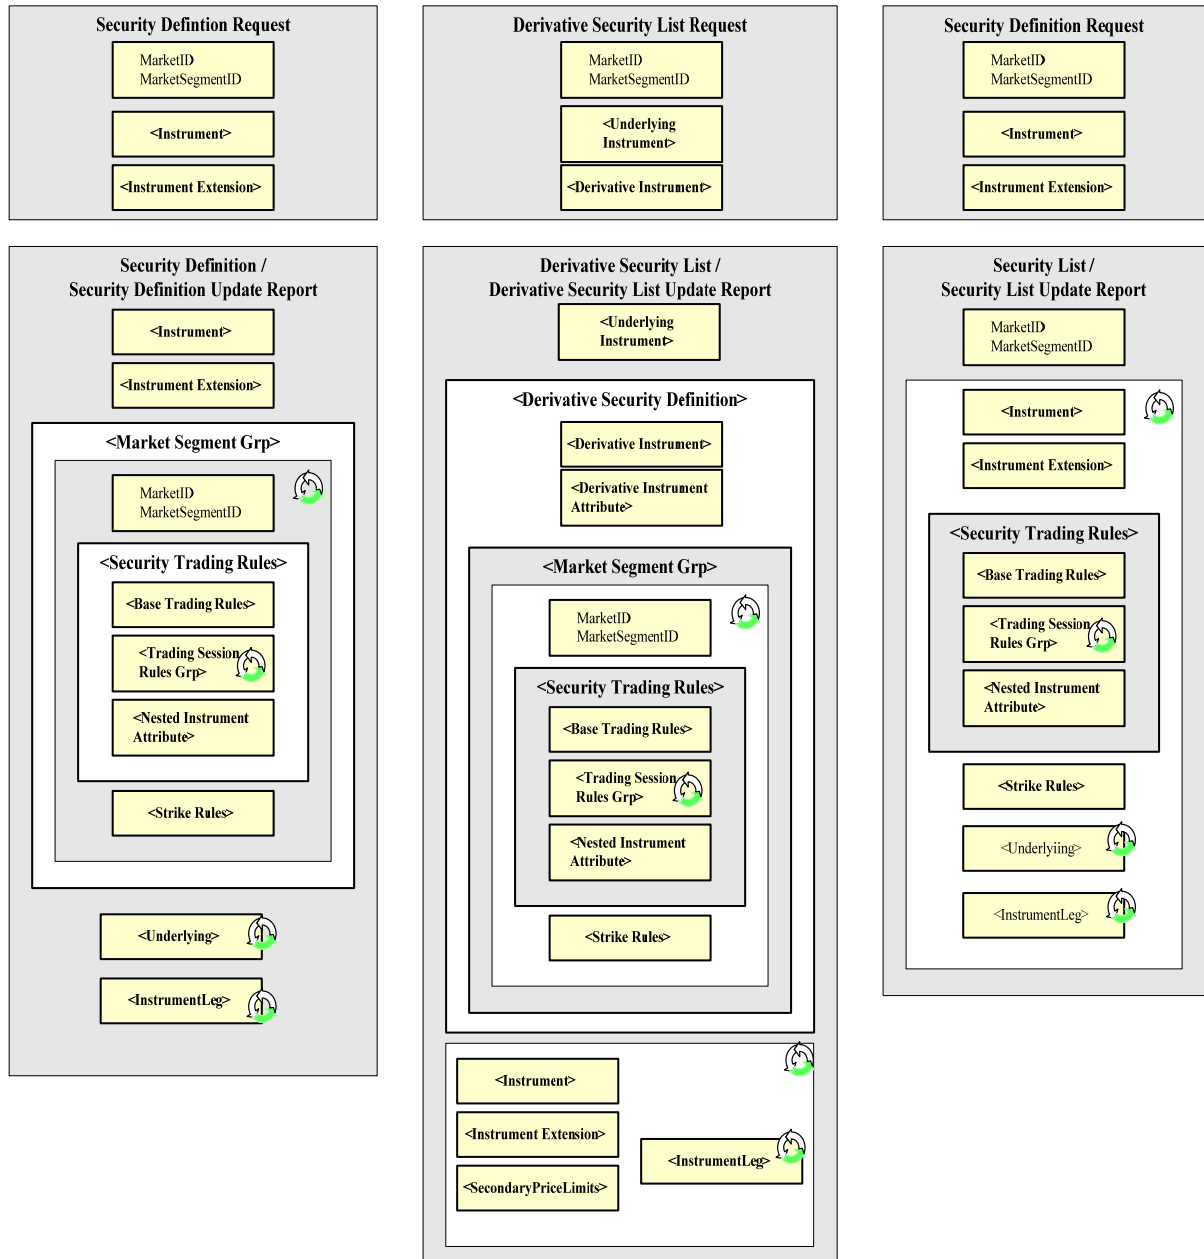 Security Defintion Request
MarketID
MarketSegmentID
<Instrument>
<Instrument Extension>
Derivative Security List Request
MarketID
MarketSegmentID
<Underlying
Instrument>
<Derivative Instrument>
Security Definition Request
MarketID
MarketSegmentID
<Instrument>
<Instrument Extension>
Security Definition /
Security Definition Update Report
<Instrument>
<Instrument Extension>
<Market Segment Grp>
MarketID
MarketSegmentID
<Security Trading Rules>
<Base Trading Rules>
<Trading Session
Rules Grp>
<Nested Instrument
Attribute>
<Strike Rules>
<Underlying>
<InstrumentLeg>
Derivative Security List /
Derivative Security List Update Report
<Underlying
Instrument>
<Derivative Security Definition>
<Derivative Instrument>
<Derivative Instrument
Attribute>
<Market Segment Grp>
MarketID
MarketSegmentID
<Security Trading Rules>
<Base Trading Rules>
<Trading Session
Rules Grp>
<Nested Instrument
Attribute>
<Strike Rules>
<Instrument>
<Instrument Extension>
<SecondaryPriceLimits>
<InstrumentLeg>
Security List /
Security List Update Report
MarketID
MarketSegmentID
<Instrument>
<Instrument Extension>
<Security Trading Rules>
<Base Trading Rules>
<Trading Session
Rules Grp>
<Nested Instrument
Attribute>
<Strike Rules>
<Underlyiing>
<InstrumentLeg>